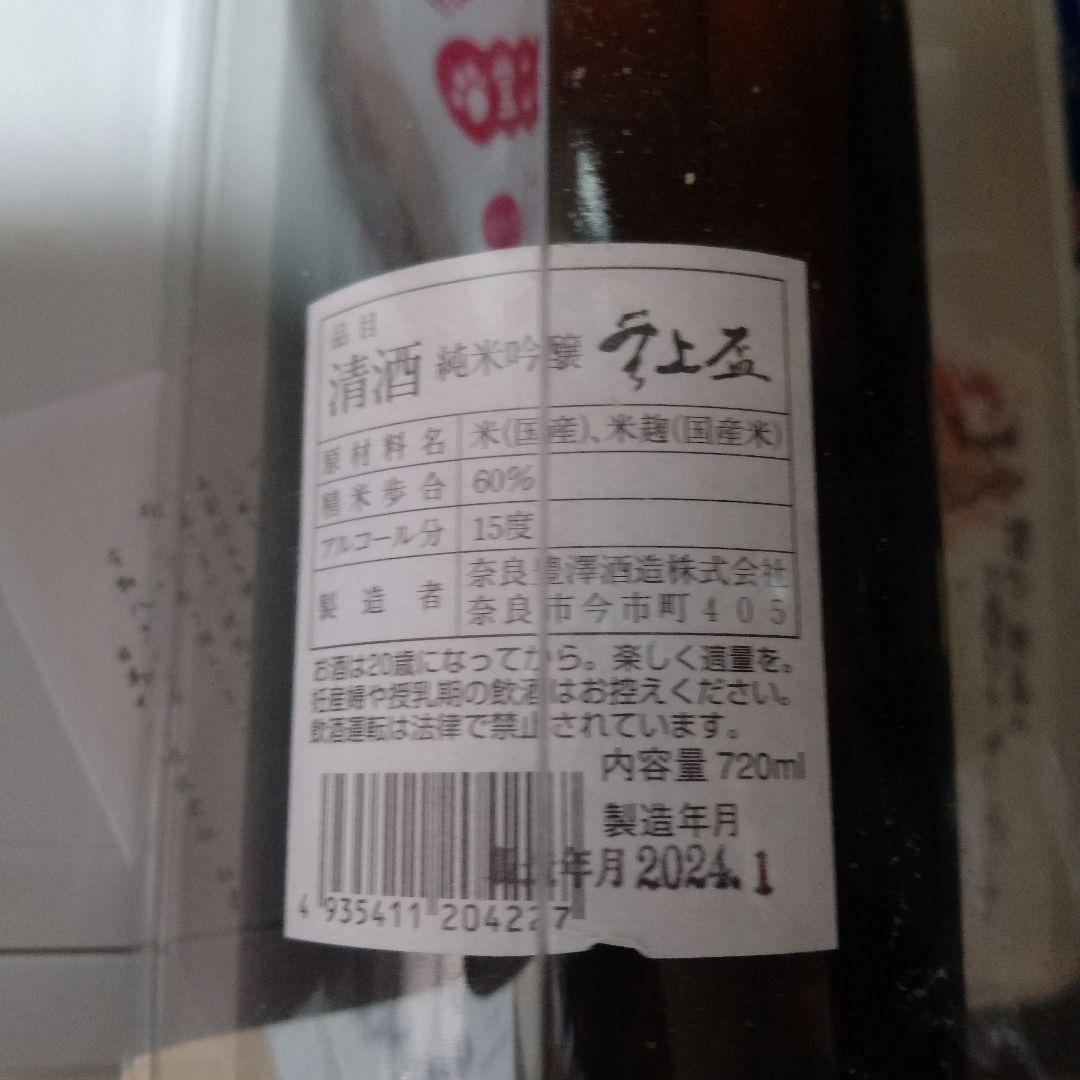 品目
清酒 純米吟醸 雲上盃
原材料名 米(国産)、米麹(国産米)
精米歩合 60%
アルコール分 15度
製造者 奈良豊澤酒造株式会社
奈良市今市町405
お酒は20歳になってから。楽しく適量を。
妊産婦や授乳期の飲酒はお控えください。
飲酒運転は法律で禁止されています。
内容量 720ml
製造年月
年月 2024.1
4 935411 204227